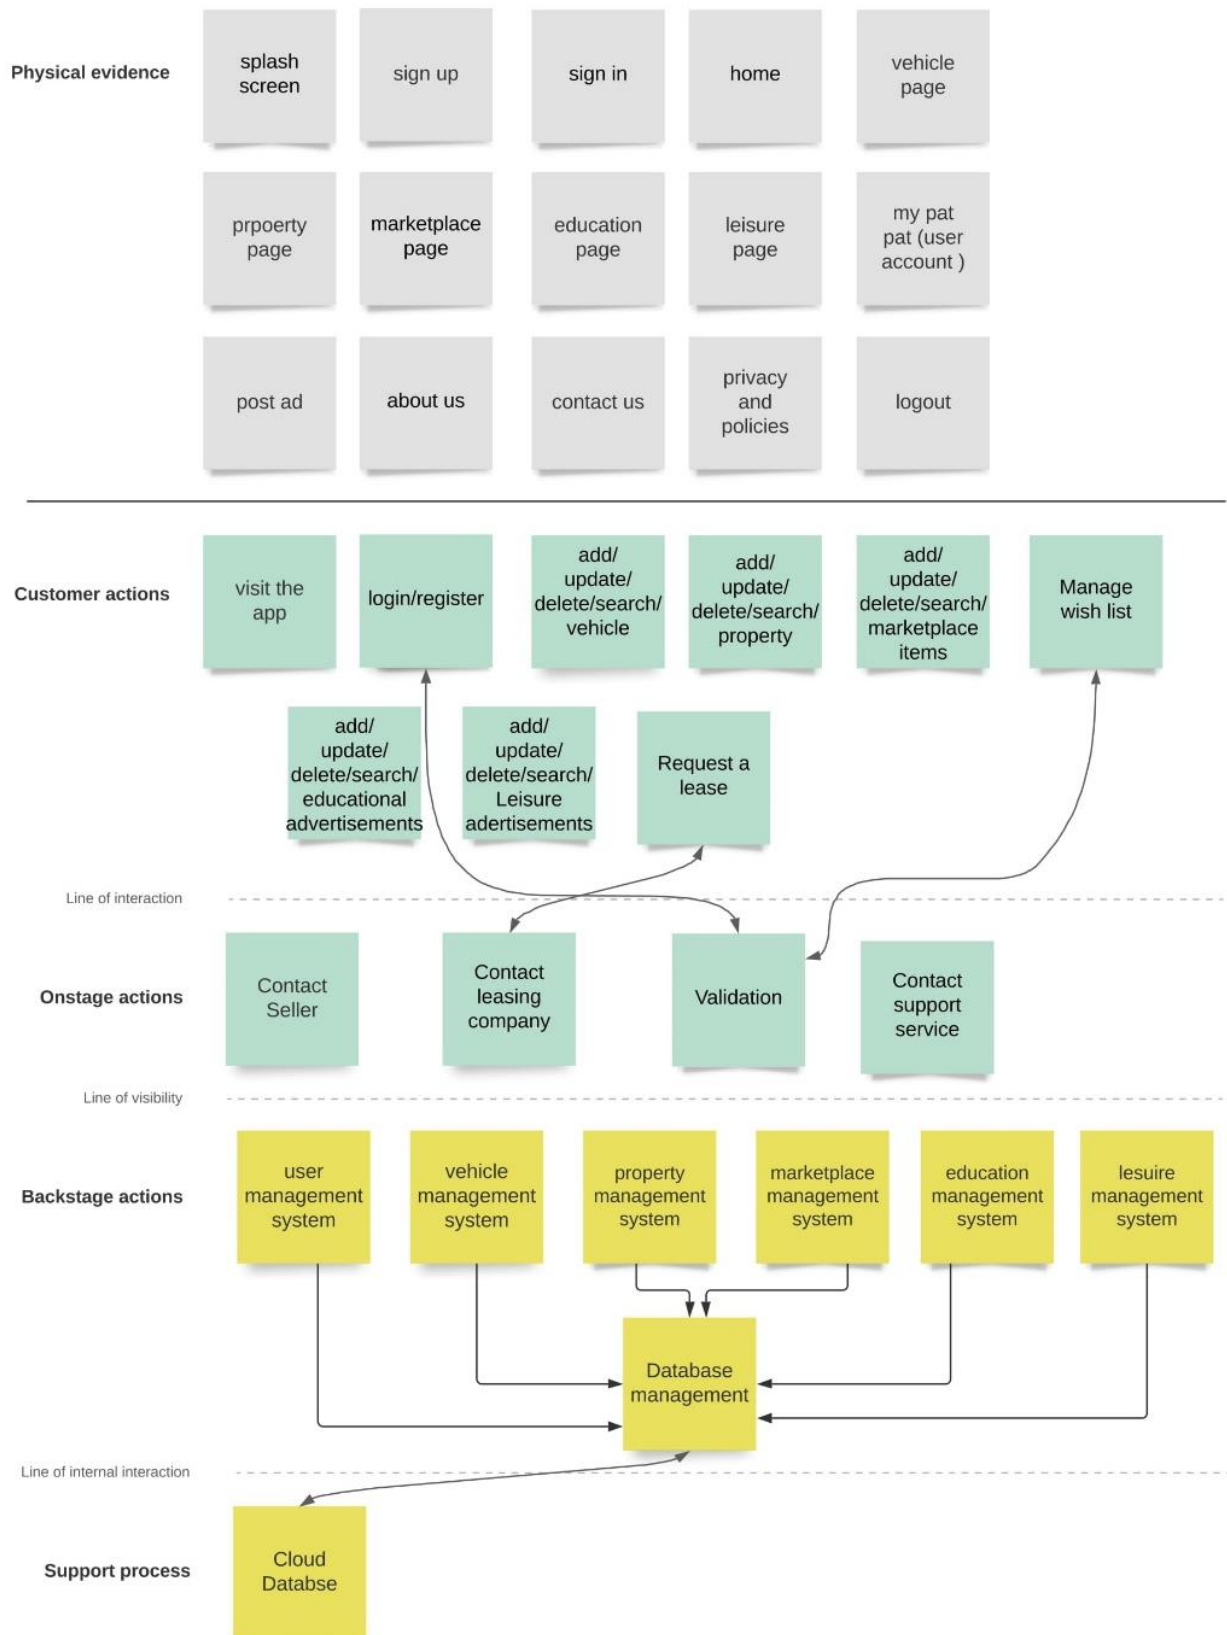 Physical evidence
splash
screen
sign up
sign in
home
vehicle
page
prpoerty
page
marketplace
page
education
page
leisure
page
my pat
pat (user
account )
post ad
about us
contact us
privacy
and
policies
logout
Customer actions
visit the
app
login/register
add/
update/
delete/search/
vehicle
add/
update/
delete/search/
property
add/
update/
delete/search/
marketplace
items
Manage
wish list
add/
update/
delete/search/
educational
advertisements
add/
update/
delete/search/
Leisure
adertisements
Request a
lease
Line of interaction
Onstage actions
Contact
Seller
Contact
leasing
company
Validation
Contact
support
service
Line of visibility
Backstage actions
user
management
system
vehicle
management
system
property
management
system
marketplace
management
system
education
management
system
lesuire
management
system
Database
management
Line of internal interaction
Support process
Cloud
Databse